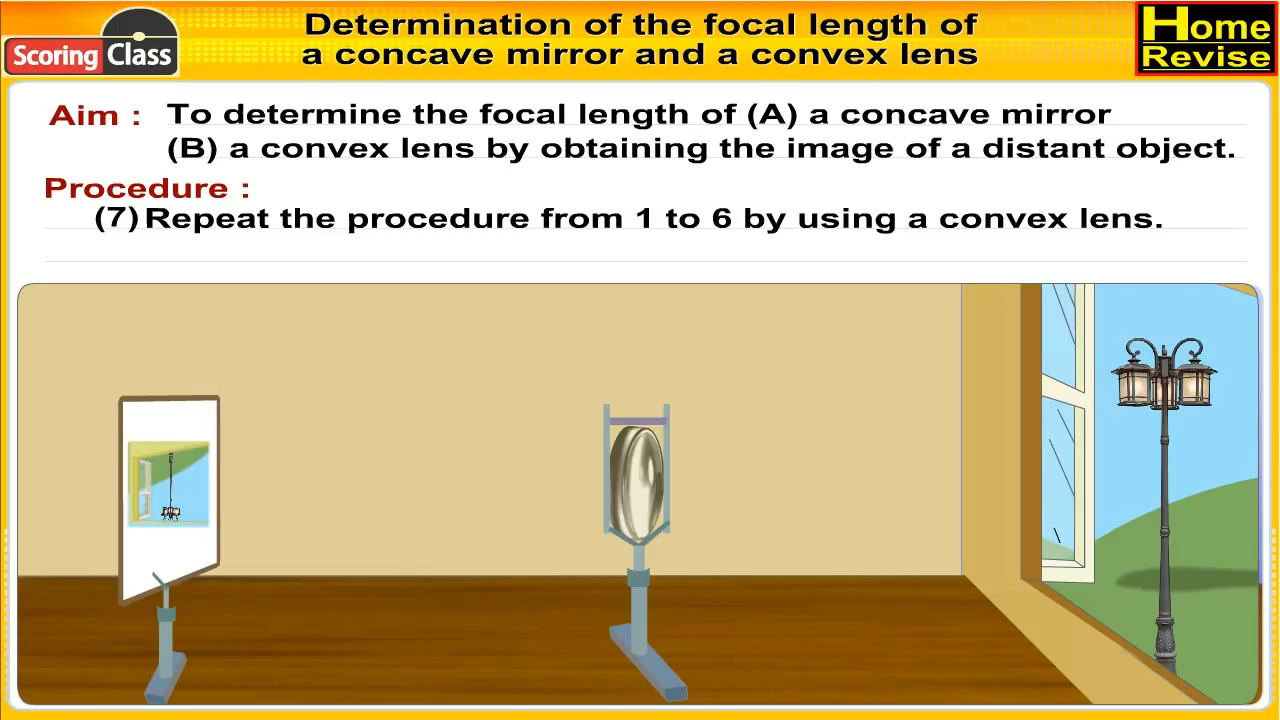 Determination of the focal length of
a concave mirror and a convex lens
Scoring Class
Home
Revise
Aim : To determine the focal length of (A) a concave mirror
(B) a convex lens by obtaining the image of a distant object.
Procedure :
(7) Repeat the procedure from 1 to 6 by using a convex lens.